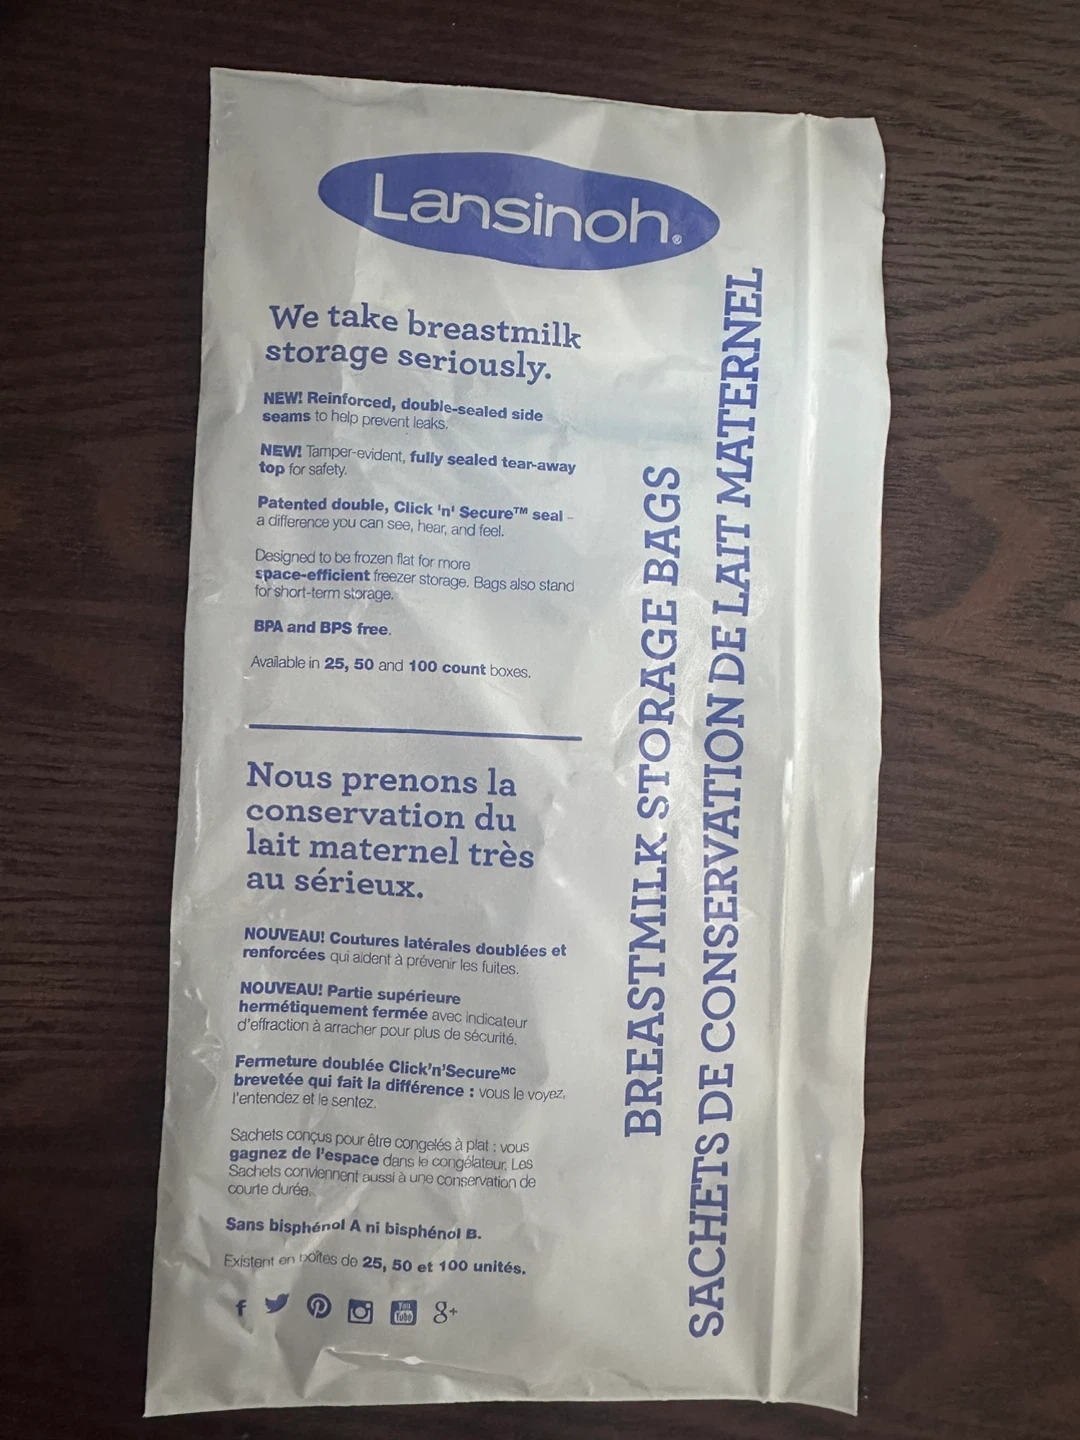 Lansinoh®
We take breastmilk
storage seriously.
NEW! Reinforced, double-sealed side
seams to help prevent leaks.
NEW! Tamper-evident, fully sealed tear-away
top for safety.
Patented double, Click 'n' Secure™ seal –
a difference you can see, hear, and feel.
Designed to be frozen flat for more
space-efficient freezer storage. Bags also stand
for short-term storage.
BPA and BPS free.
Available in 25, 50 and 100 count boxes.
Nous prenons la
conservation du
lait maternel très
au sérieux.
NOUVEAU! Coutures latérales doublées et
renforcées qui aident à prévenir les fuites.
NOUVEAU! Partie supérieure
hermétiquement fermée avec indicateur
d'effraction à arracher pour plus de sécurité.
Fermeture doublée Click'n'Secureᴹᶜ
brevetée qui fait la différence : vous le voyez,
l'entendez et le sentez.
Sachets conçus pour être congelés à plat : vous
gagnez de l'espace dans le congélateur. Les
Sachets conviennent aussi à une conservation de
courte durée.
Sans bisphénol A ni bisphénol B.
Existent en boîtes de 25, 50 et 100 unités.
f You Tube g+
BREASTMILK STORAGE BAGS
SACHETS DE CONSERVATION DE LAIT MATERNEL